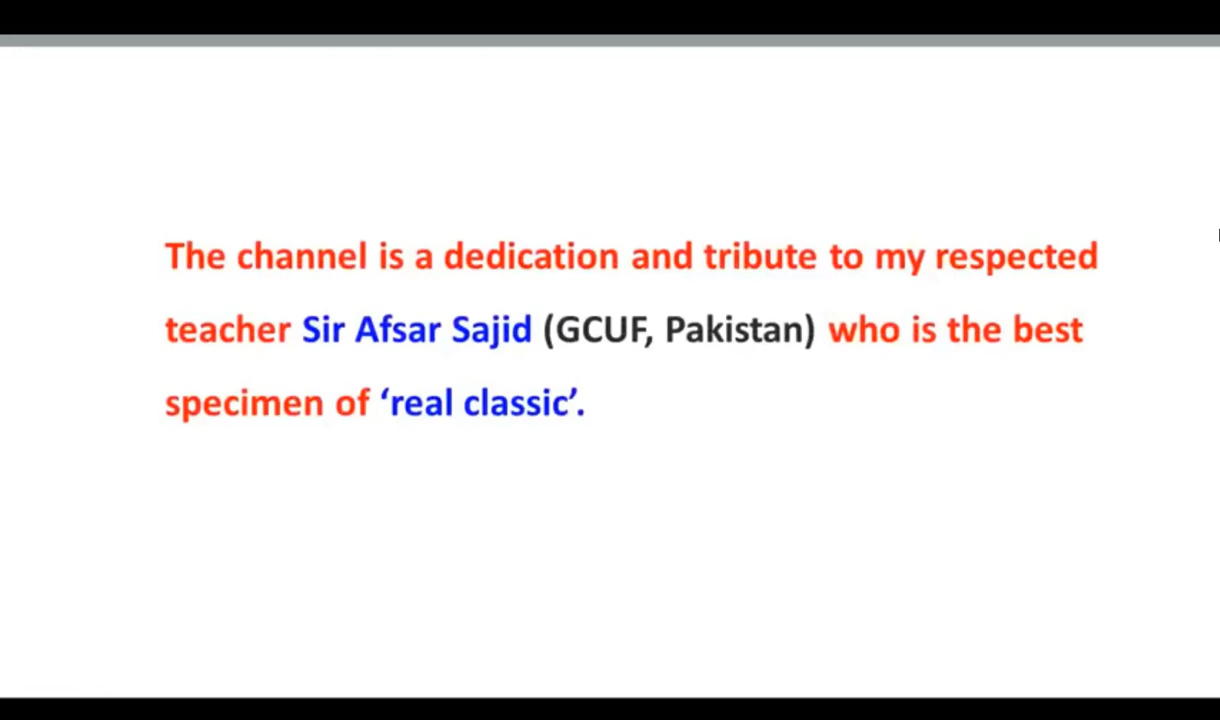 The channel is a dedication and tribute to my respected
teacher Sir Afsar Sajid (GCUF, Pakistan) who is the best
specimen of ‘real classic’.